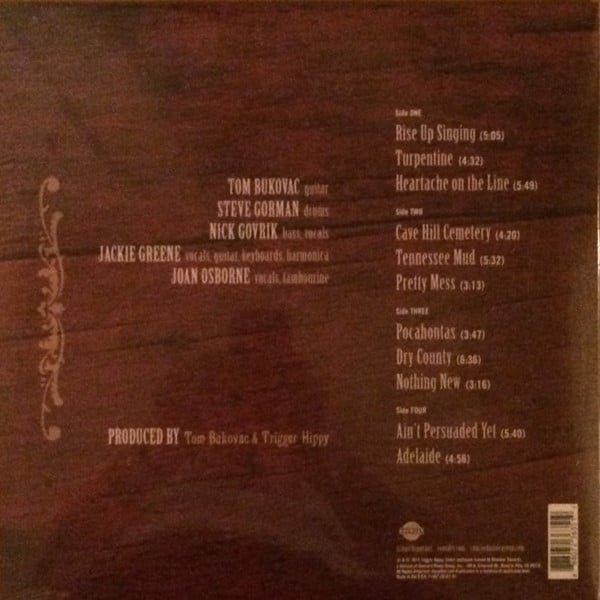 TOM BUKOVAC guitar
STEVE GORMAN drums
NICK GOVRIK bass, vocals
JACKIE GREENE vocals, guitar, keyboards, harmonica
JOAN OSBORNE vocals, tambourine
PRODUCED BY Tom Bukovac & Trigger Hippy
Side ONE
Rise Up Singing (5:05)
Turpentine (4:32)
Heartache on the Line (5:49)
Side TWO
Cave Hill Cemetery (4:20)
Tennessee Mud (5:32)
Pretty Mess (3:13)
Side THREE
Pocahontas (3:47)
Dry County (6:36)
Nothing New (3:16)
Side FOUR
Ain't Persuaded Yet (5:40)
Adelaide (4:56)